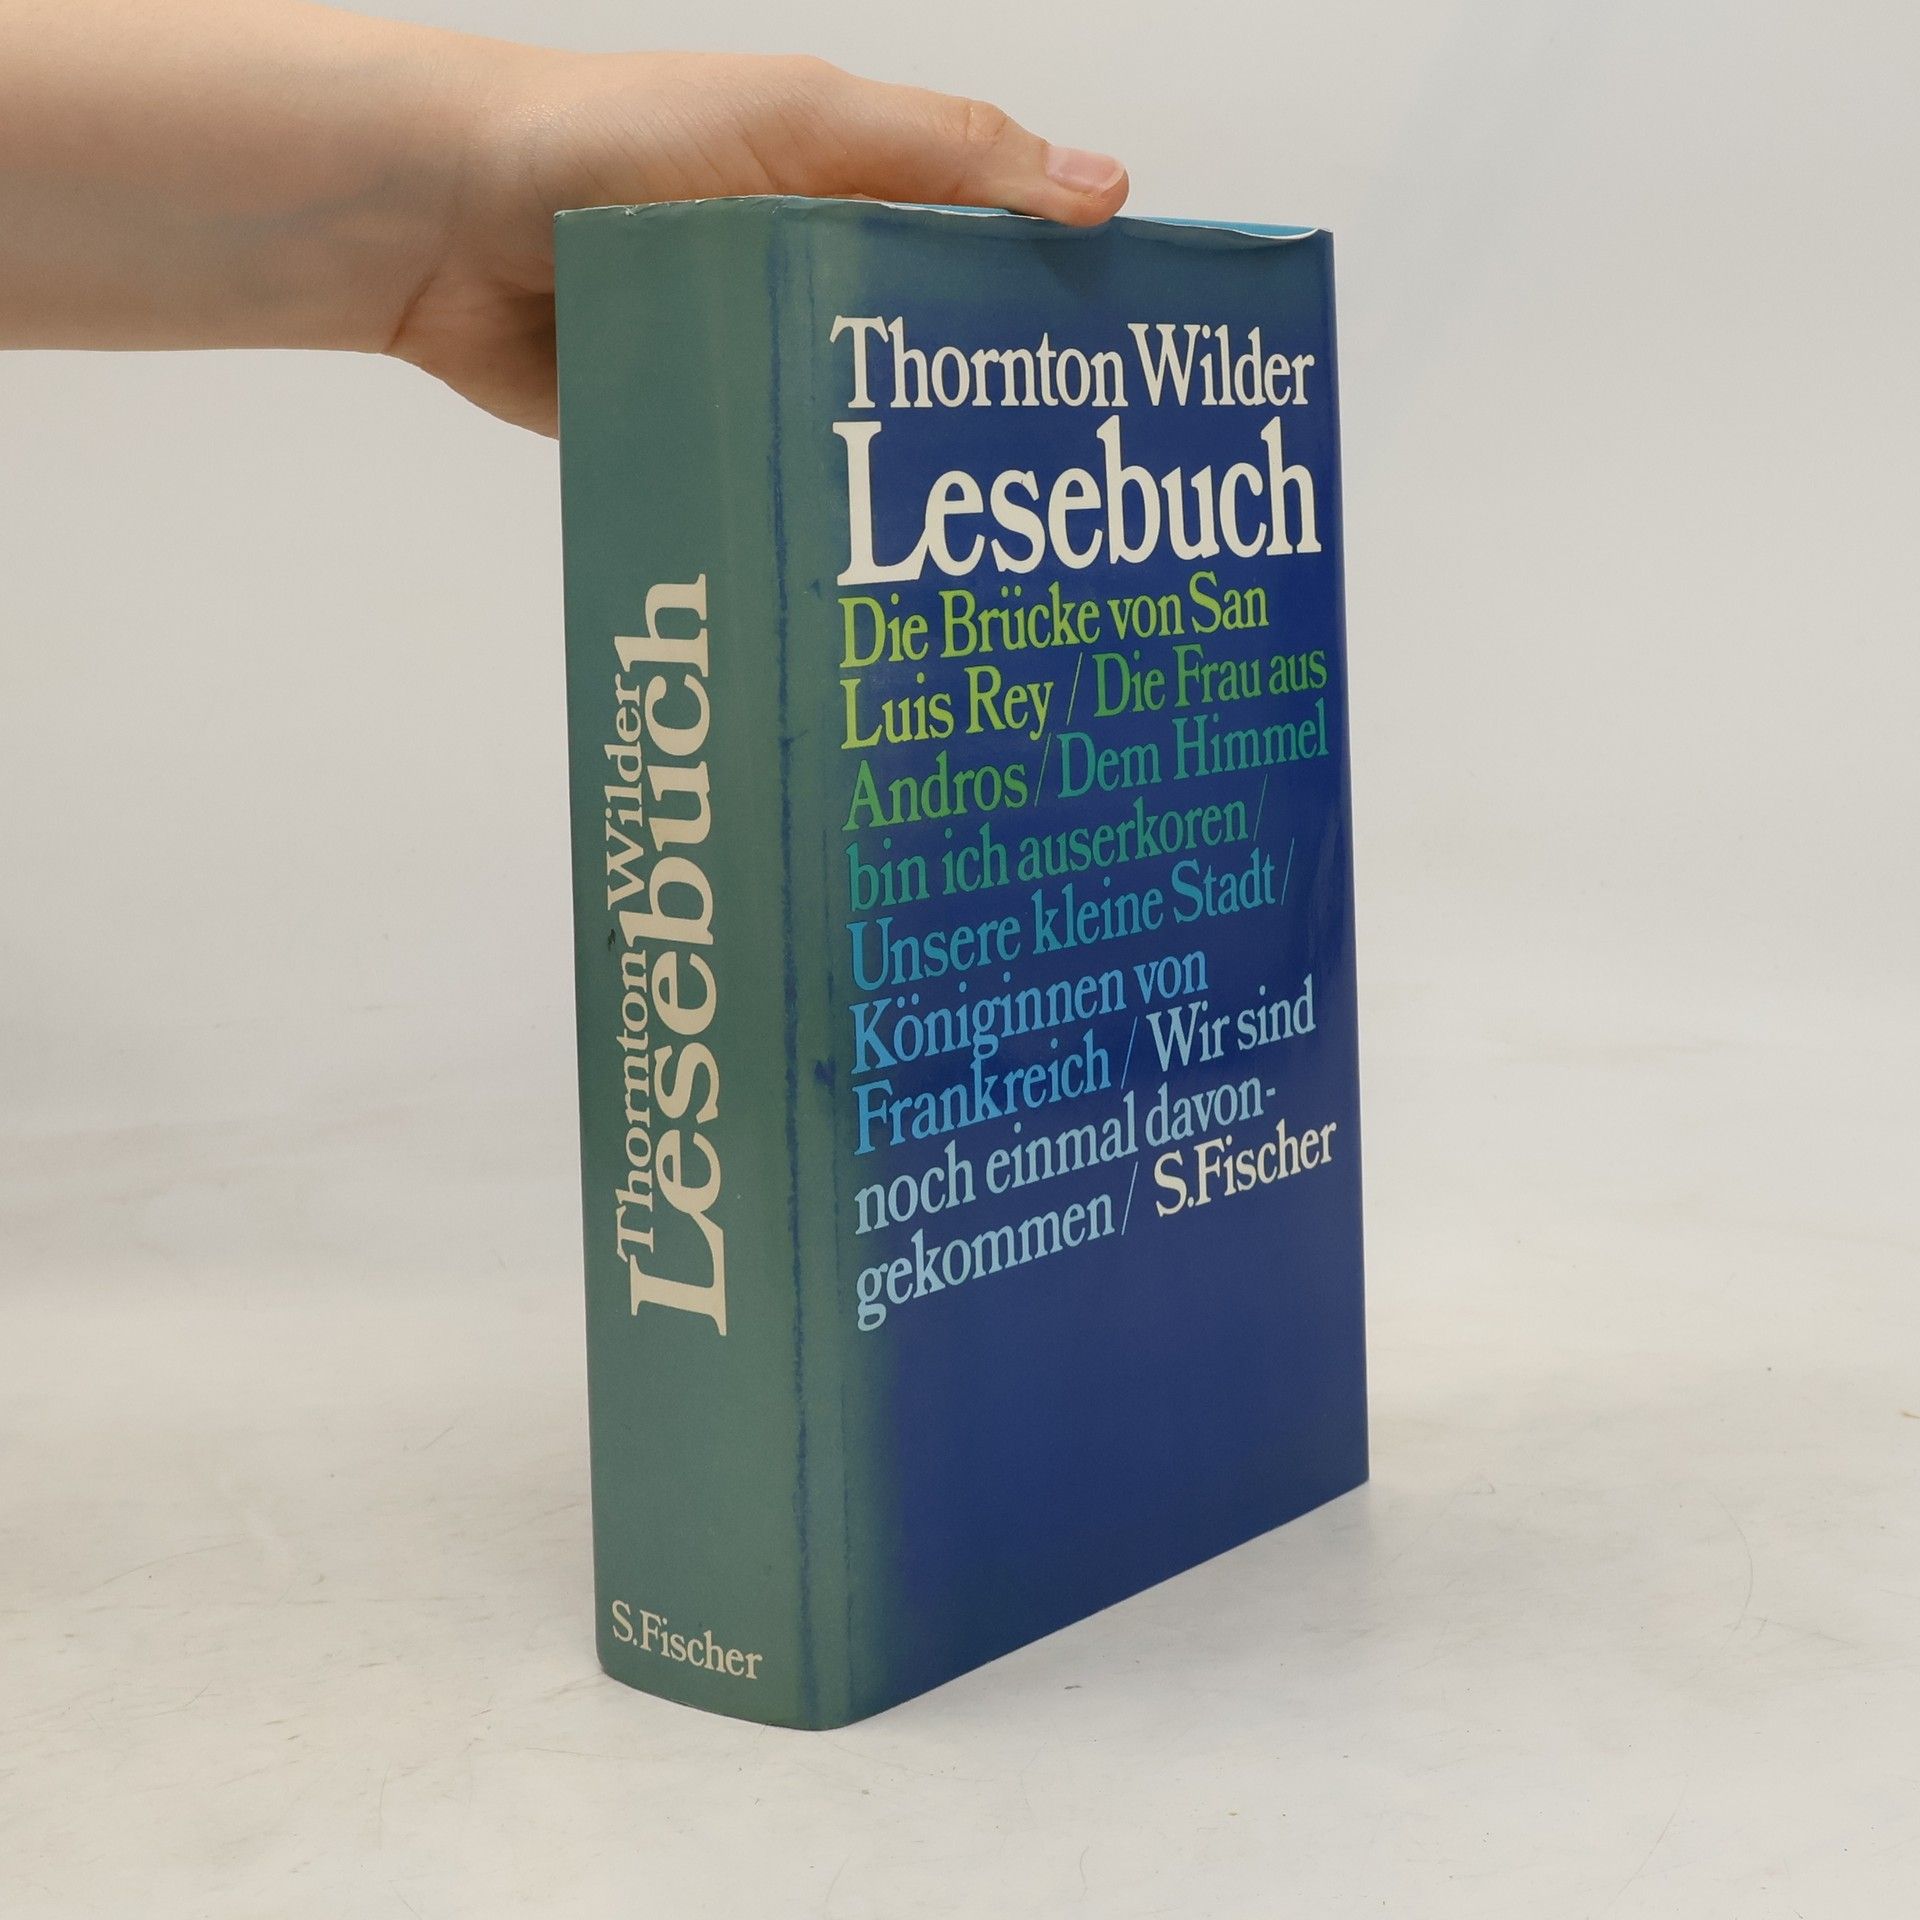 Thornton Wilder
Lesebuch
S.Fischer
Thornton Wilder
Lesebuch
Die Brücke von San
Luis Rey / Die Frau aus
Andros / Dem Himmel
bin ich auserkoren /
Unsere kleine Stadt /
Königinnen von
Frankreich / Wir sind
noch einmal davon-
gekommen / S.Fischer